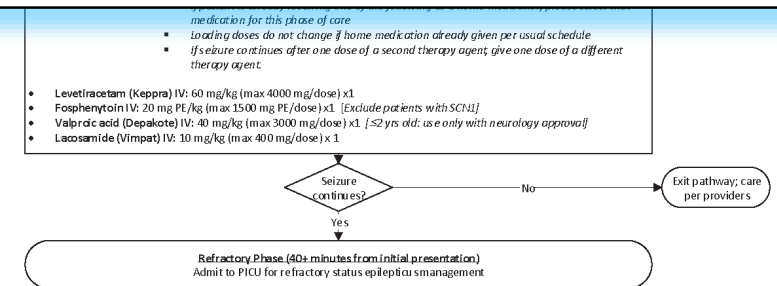 medication for this phase of care
▪ Loading doses do not change if home medication already given per usual schedule
▪ If seizure continues after one dose of a second therapy agent, give one dose of a different
therapy agent.
• Levetiracetam (Keppra) IV: 60 mg/kg (max 4000 mg/dose) x1
• Fosphenytoin IV: 20 mg PE/kg (max 1500 mg PE/dose) x1 [Exclude patients with SCN1]
• Valproic acid (Depakote) IV: 40 mg/kg (max 3000 mg/dose) x1 [≤2 yrs old: use only with neurology approval]
• Lacosamide (Vimpat) IV: 10 mg/kg (max 400 mg/dose) x 1
Seizure
continues?
No
Exit pathway; care
per providers
Yes
Refractory Phase (40+ minutes from initial presentation)
Admit to PICU for refractory status epilepticus management